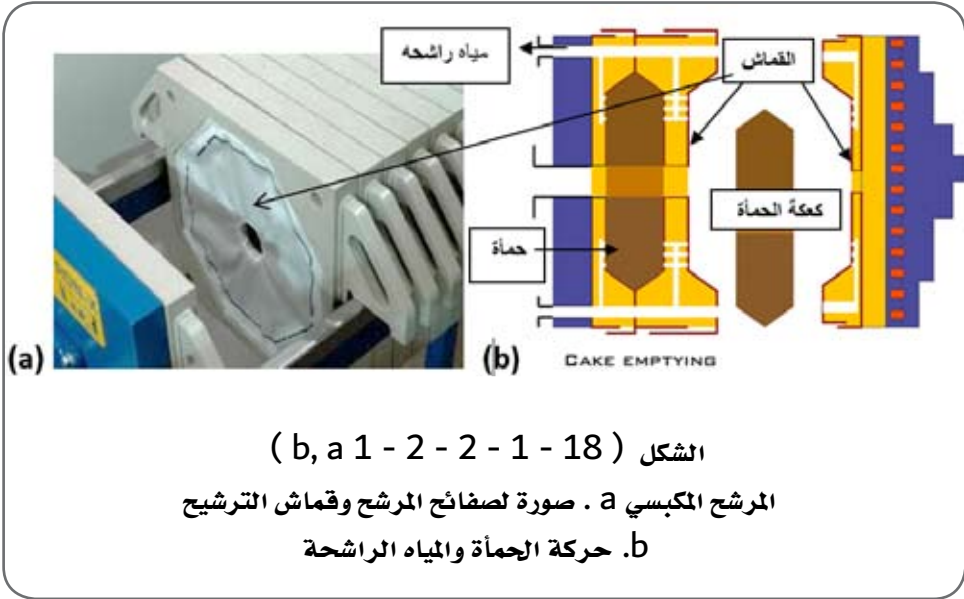 مياه راشحه
القماش
كعكة الحمأة
حمأة
(a)
(b)
CAKE EMPTYING
الشكل ( 18 - 1 - 2 - 2 - 1 b, a )
المرشح المكبسي a . صورة لصفائح المرشح وقماش الترشيح
b. حركة الحمأة والمياه الراشحة